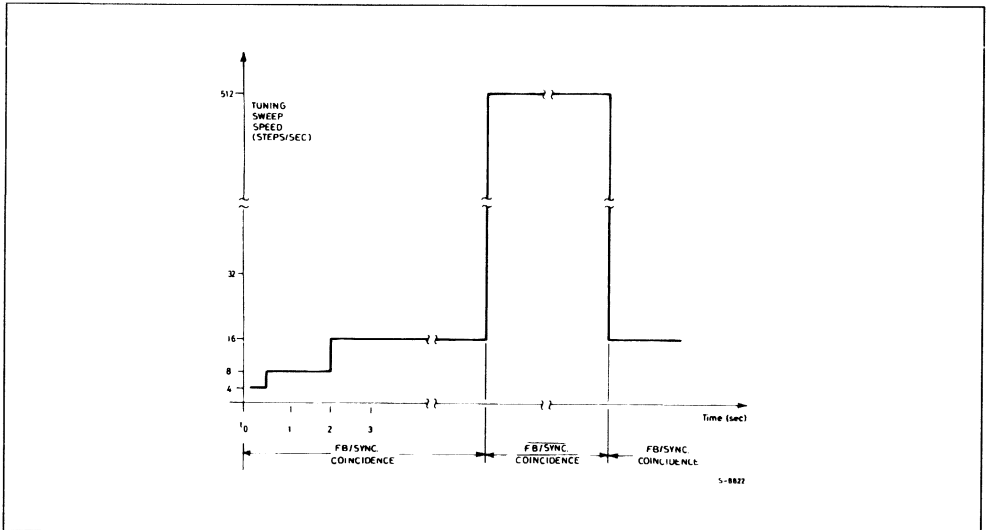 512
TUNING
SWEEP
SPEED
(STEPS/SEC)
32
16
8
4
Time (sec)
t0 1 2 3
FB/SYNC.
COINCIDENCE
FB/SYNC.
COINCIDENCE
FB/SYNC
COINCIDENCE
S-8822